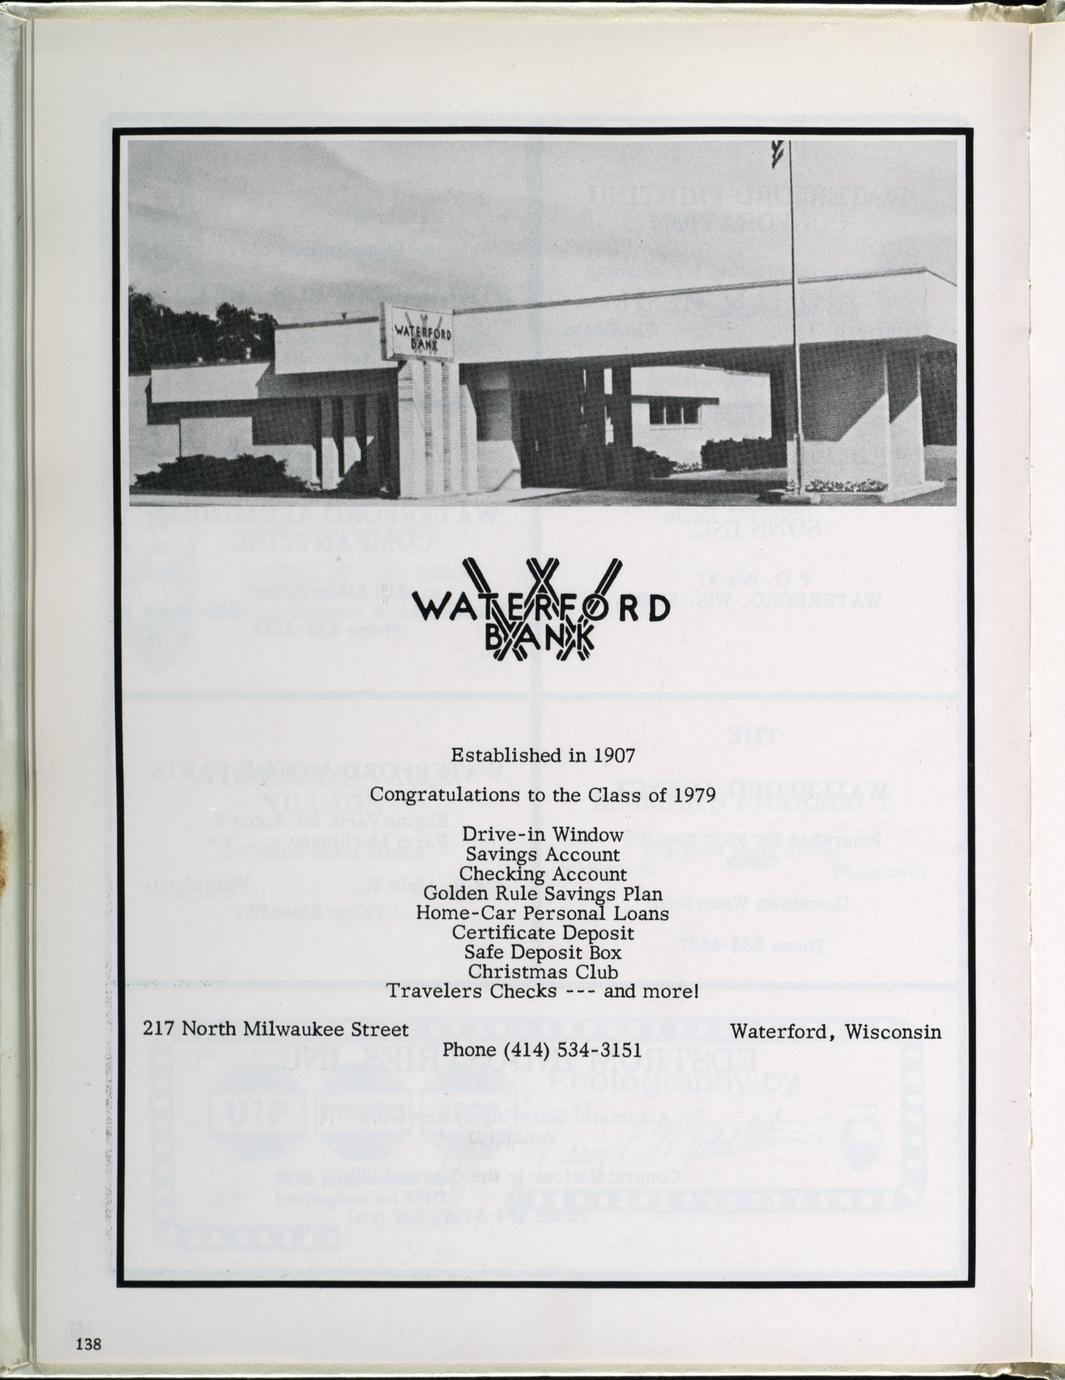 WATERFORD
BANK
WATERFORD
BANK
Established in 1907
Congratulations to the Class of 1979
Drive-in Window
Savings Account
Checking Account
Golden Rule Savings Plan
Home-Car Personal Loans
Certificate Deposit
Safe Deposit Box
Christmas Club
Travelers Checks --- and more!
217 North Milwaukee Street Waterford, Wisconsin
Phone (414) 534-3151
138